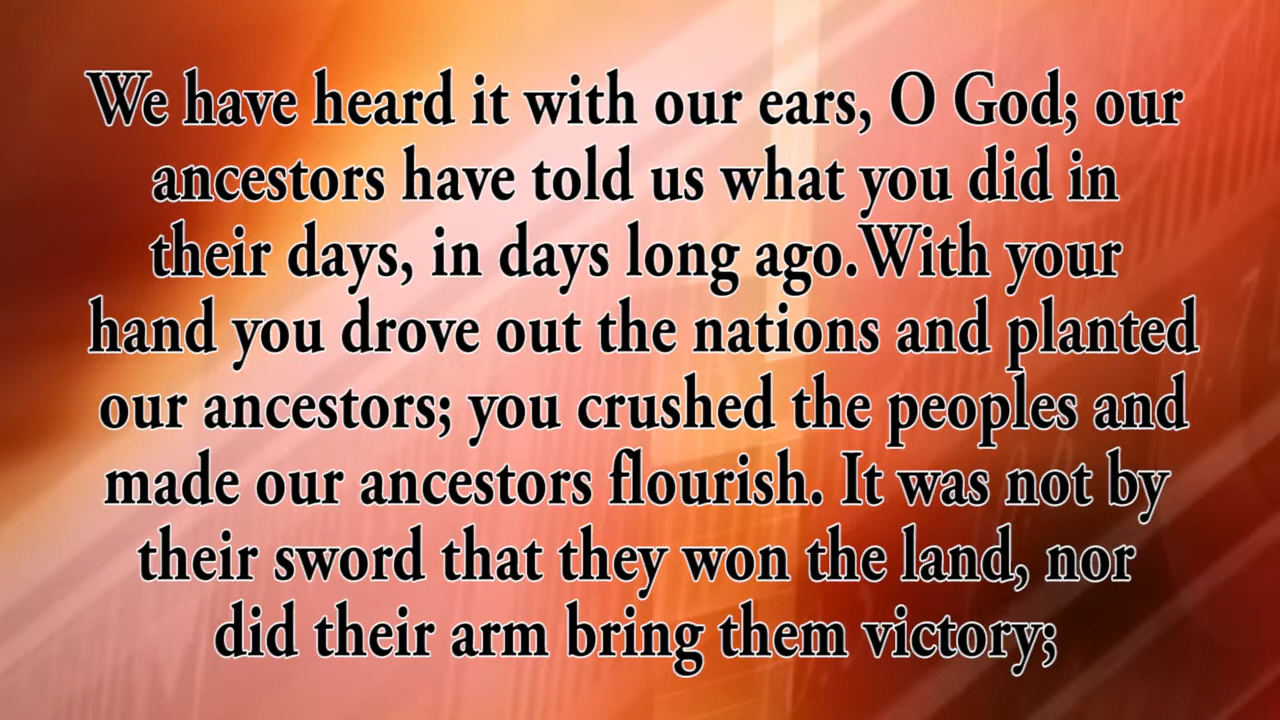 We have heard it with our ears, O God; our
ancestors have told us what you did in
their days, in days long ago.With your
hand you drove out the nations and planted
our ancestors; you crushed the peoples and
made our ancestors flourish. It was not by
their sword that they won the land, nor
did their arm bring them victory;